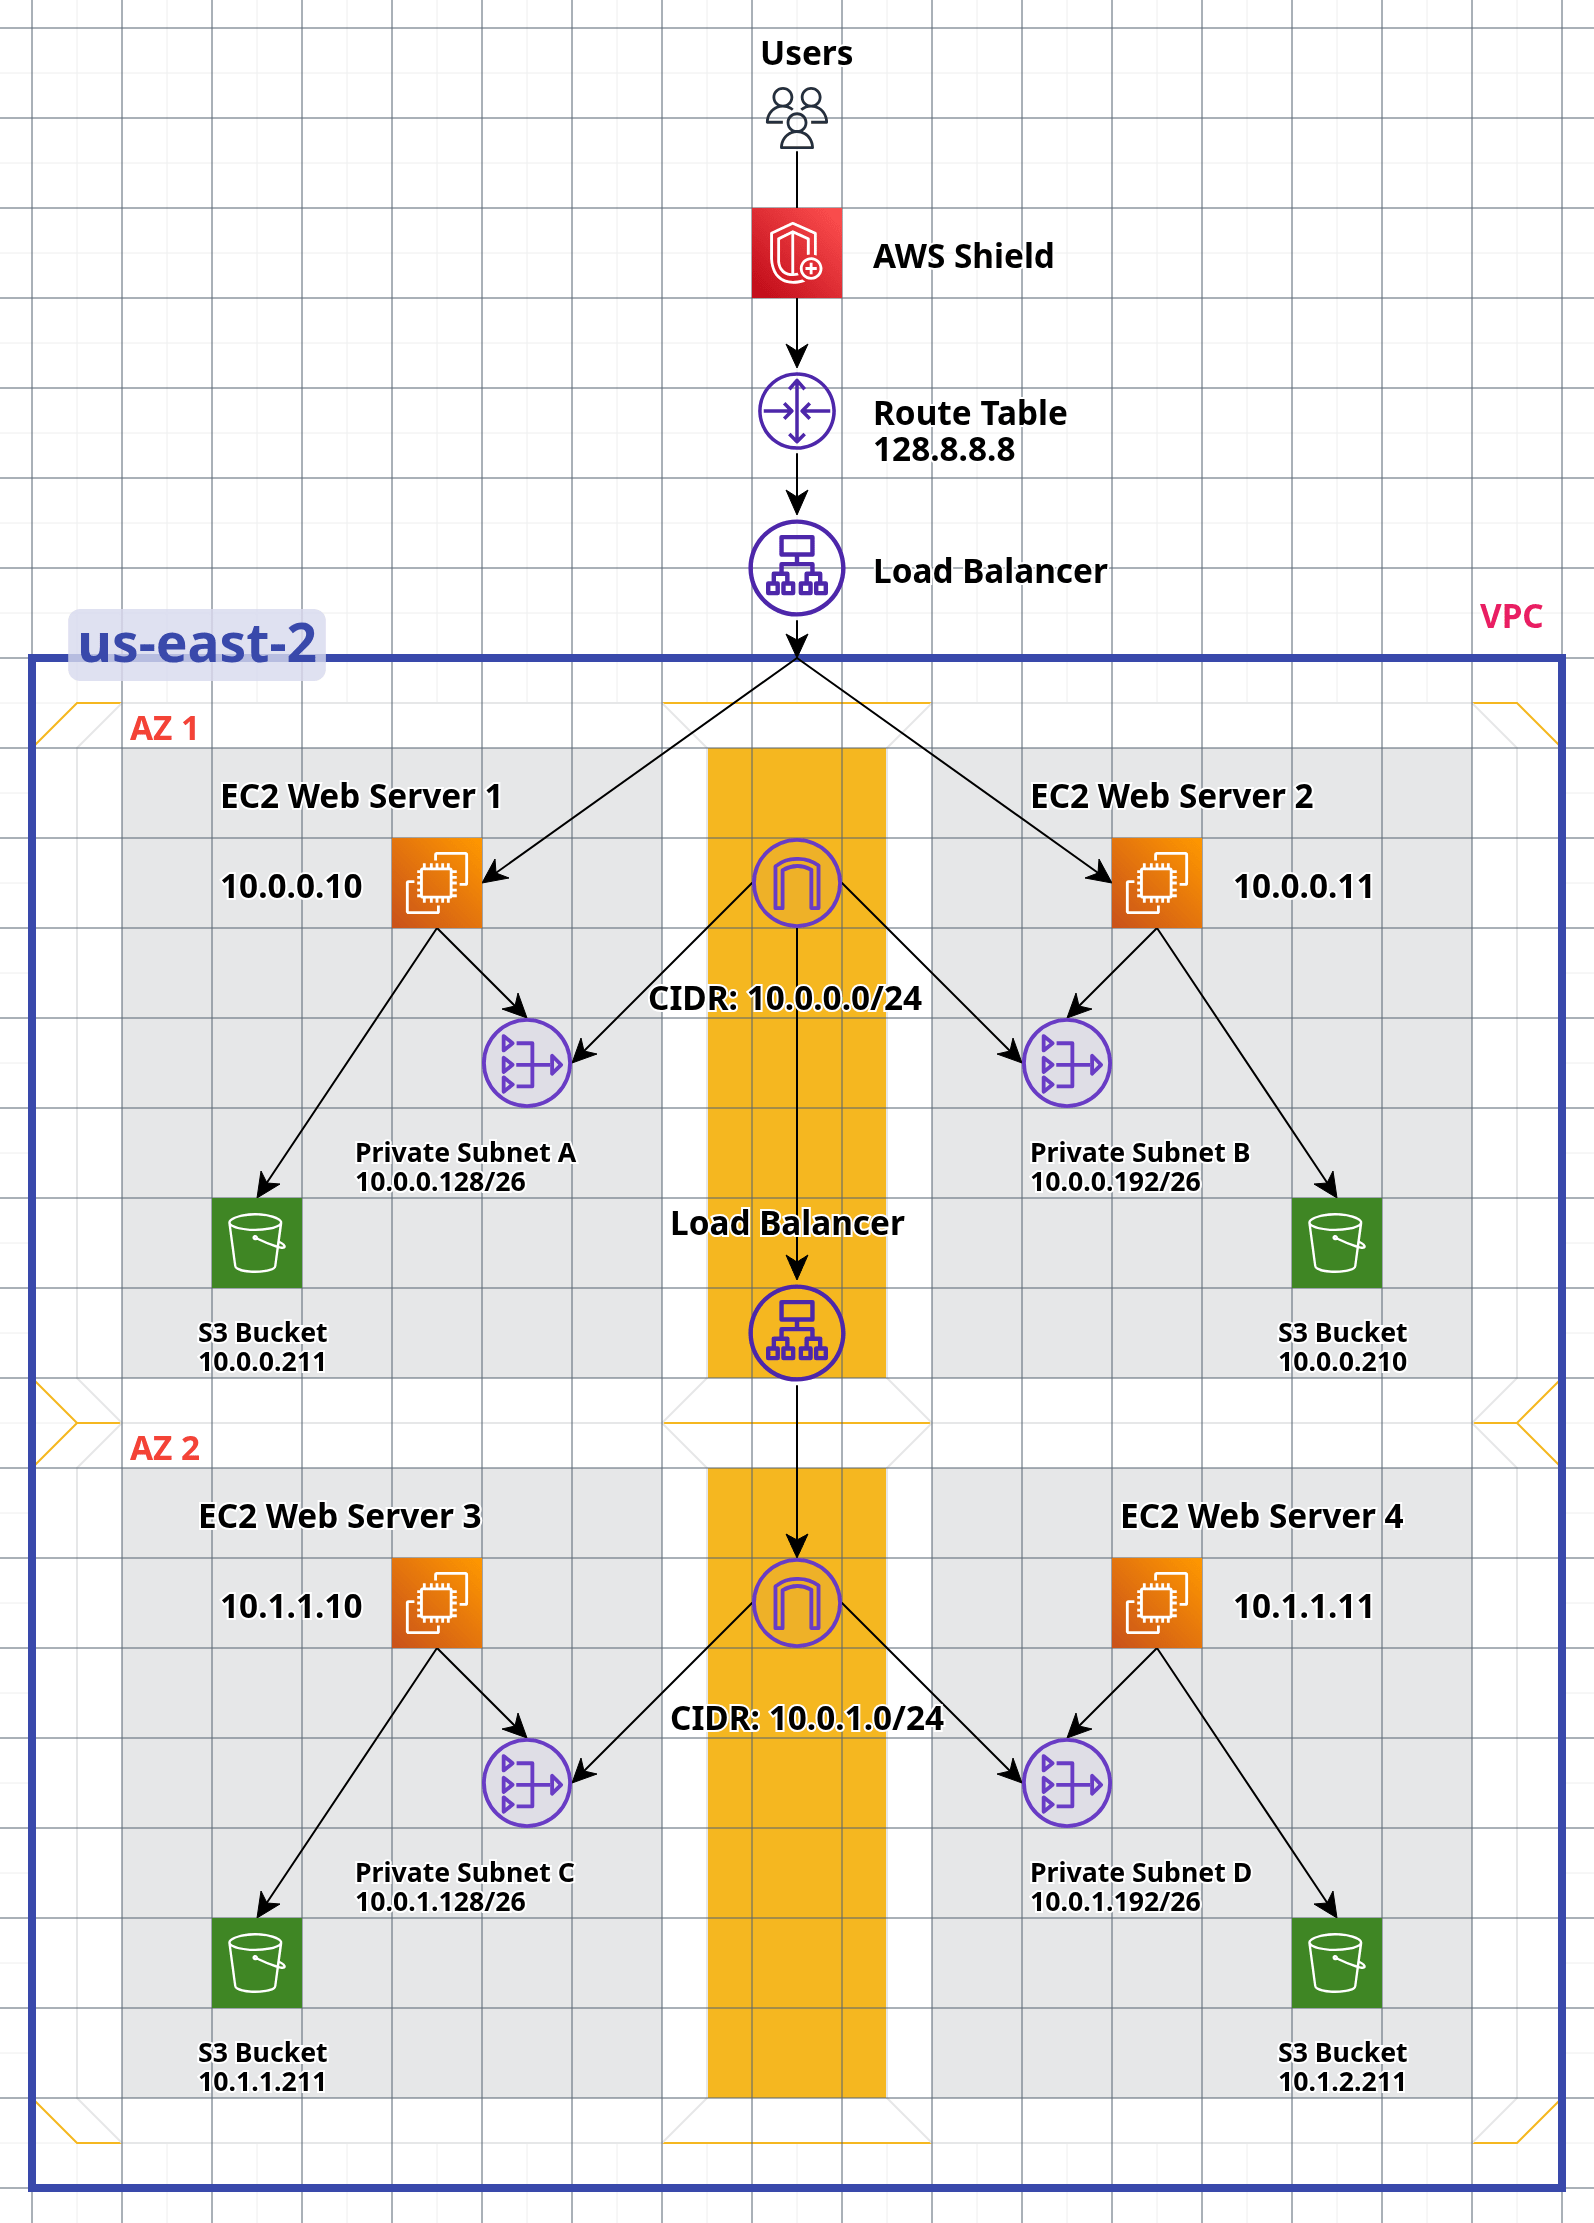 Users
AWS Shield
Route Table
128.8.8.8
Load Balancer
VPC
us-east-2
AZ 1
EC2 Web Server 1
EC2 Web Server 2
10.0.0.10
10.0.0.11
CIDR: 10.0.0.0/24
Private Subnet A
10.0.0.128/26
Private Subnet B
10.0.0.192/26
Load Balancer
S3 Bucket
10.0.0.211
S3 Bucket
10.0.0.210
AZ 2
EC2 Web Server 3
EC2 Web Server 4
10.1.1.10
10.1.1.11
CIDR: 10.0.1.0/24
Private Subnet C
10.0.1.128/26
Private Subnet D
10.0.1.192/26
S3 Bucket
10.1.1.211
S3 Bucket
10.1.2.211